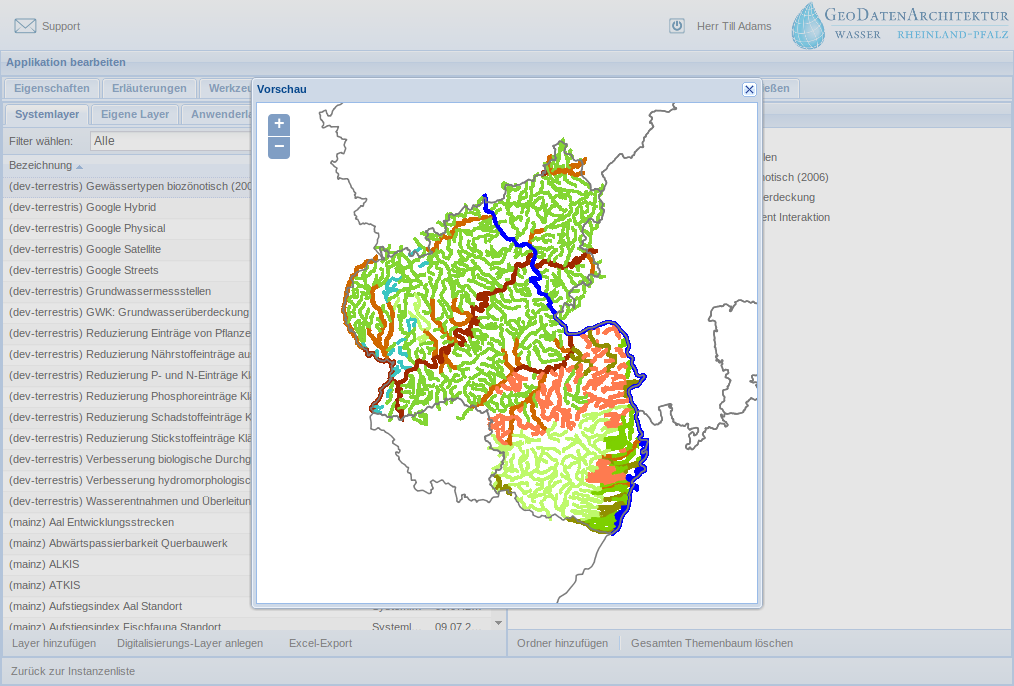 Support
Herr Till Adams
GeoDatenArchitektur
WASSER RHEINLAND-PFALZ
Applikation bearbeiten
Eigenschaften
Erläuterungen
Systemlayer
Eigene Layer
Filter wählen:
Alle
Bezeichnung
(dev-terrestris) Gewässertypen biozönotisch (200
(dev-terrestris) Google Hybrid
(dev-terrestris) Google Physical
(dev-terrestris) Google Satellite
(dev-terrestris) Google Streets
(dev-terrestris) Grundwassermessstellen
(dev-terrestris) GWK: Grundwasserüberdeckung
(dev-terrestris) Reduzierung Einträge von Pflanze
(dev-terrestris) Reduzierung Nährstoffeinträge au
(dev-terrestris) Reduzierung P- und N-Einträge Kl
(dev-terrestris) Reduzierung Phosphoreinträge Kl
(dev-terrestris) Reduzierung Schadstoffeinträge K
(dev-terrestris) Reduzierung Stickstoffeinträge Klä
(dev-terrestris) Verbesserung biologische Durchg
(dev-terrestris) Verbesserung hydromorphologisc
(dev-terrestris) Wasserentnahmen und Überleitun
(mainz) Aal Entwicklungsstrecken
(mainz) Abwärtspassierbarkeit Querbauwerk
(mainz) ALKIS
(mainz) ATKIS
(mainz) Aufstiegsindex Aal Standort
(mainz) Aufstiegsindex Fischfauna Standort Systeml... 09.07.2...
Layer hinzufügen
Digitalisierungs-Layer anlegen
Excel-Export
Vorschau
+
−
notisch (2006)
erdeckung
ent Interaktion
Ordner hinzufügen
Gesamten Themenbaum löschen
Zurück zur Instanzenliste